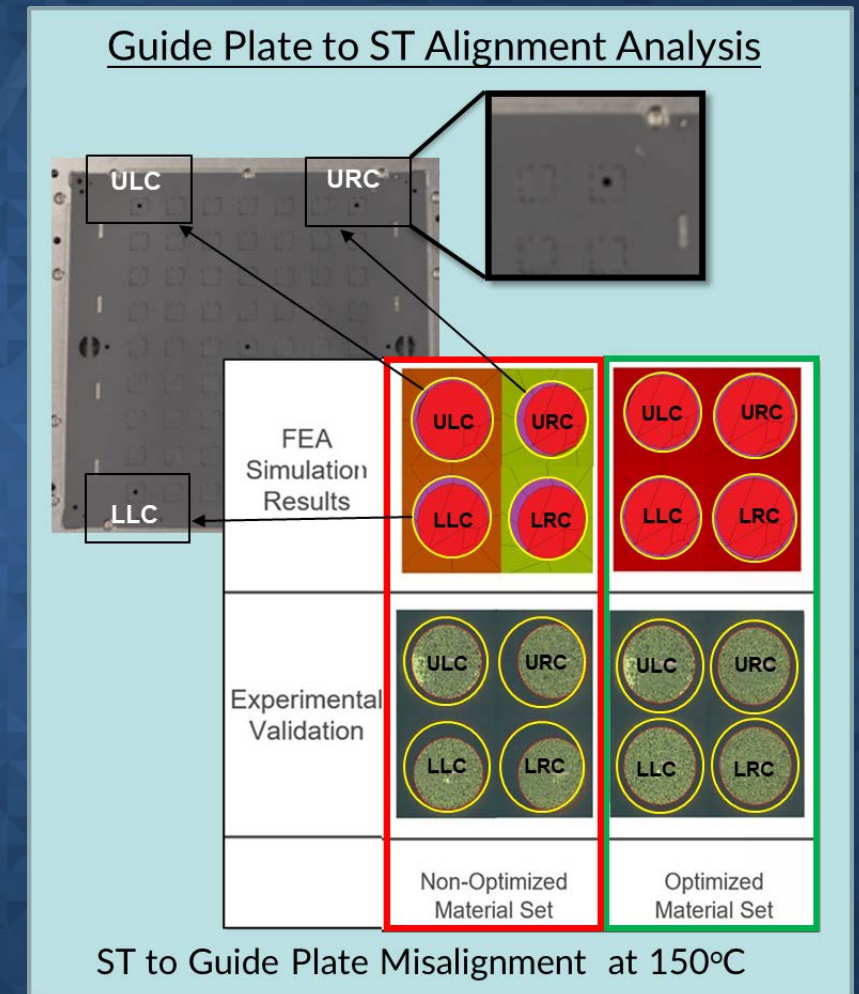 Guide Plate to ST Alignment Analysis
ULC
URC
LLC
FEA
Simulation
Results
ULC URC
LLC LRC
ULC URC
LLC LRC
Experimental
Validation
ULC URC
LLC LRC
ULC URC
LLC LRC
Non-Optimized
Material Set
Optimized
Material Set
ST to Guide Plate Misalignment at 150°C